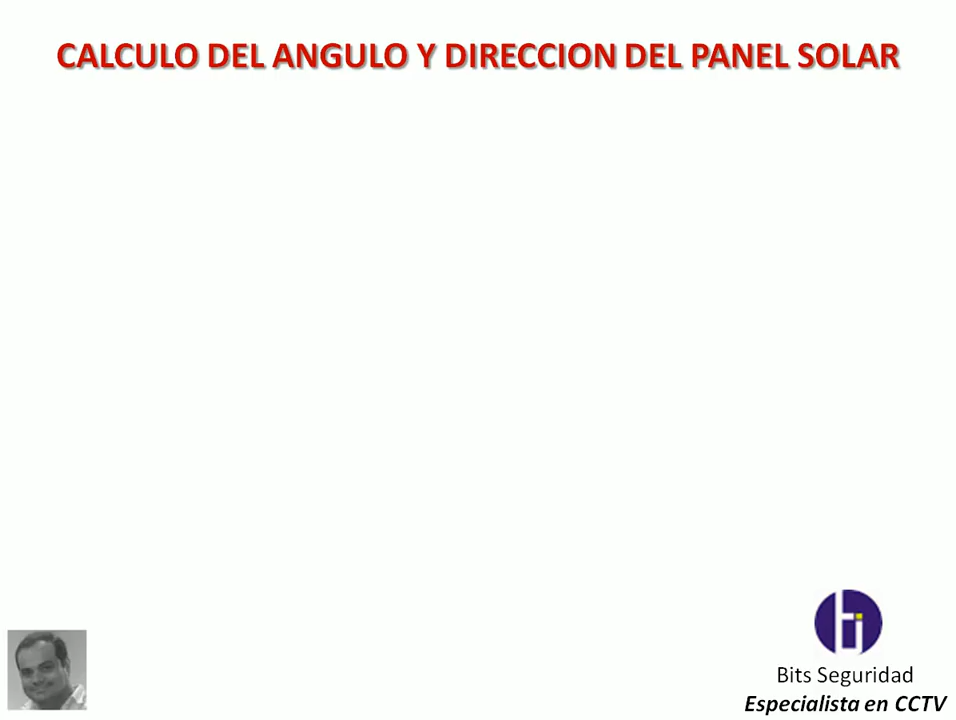 CALCULO DEL ANGULO Y DIRECCION DEL PANEL SOLAR
Bits Seguridad
Especialista en CCTV